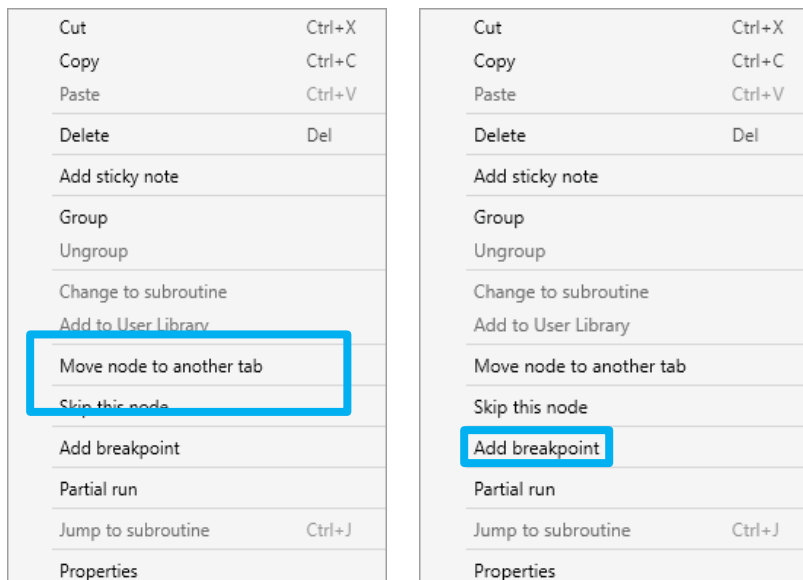 Cut Ctrl+X
Copy Ctrl+C
Paste Ctrl+V
Delete Del
Add sticky note
Group
Ungroup
Change to subroutine
Add to User Library
Move node to another tab
Skip this node
Add breakpoint
Partial run
Jump to subroutine Ctrl+J
Properties
Cut Ctrl+X
Copy Ctrl+C
Paste Ctrl+V
Delete Del
Add sticky note
Group
Ungroup
Change to subroutine
Add to User Library
Move node to another tab
Skip this node
Add breakpoint
Partial run
Jump to subroutine Ctrl+J
Properties